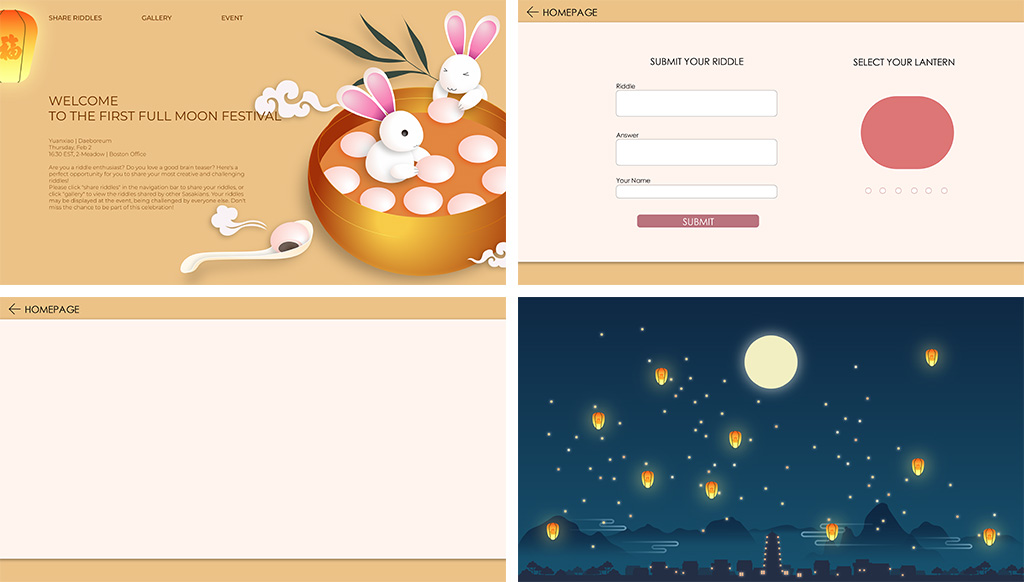 福
SHARE RIDDLES
GALLERY
EVENT
WELCOME
TO THE FIRST FULL MOON FESTIVAL
Yuanxiao | Daeboreum
Thursday, Feb 2
16:30 EST, 2-Meadow | Boston Office
Are you a riddle enthusiast? Do you love a good brain teaser? Here's a
perfect opportunity for you to share your most creative and challenging
riddles!
Please click "share riddles" in the navigation bar to share your riddles, or
click "gallery" to view the riddles shared by other Sasakians. Your riddles
may be displayed at the event, being challenged by everyone else. Don't
miss the chance to be part of this celebration!
HOMEPAGE
SUBMIT YOUR RIDDLE
Riddle
Answer
Your Name
SUBMIT
SELECT YOUR LANTERN
HOMEPAGE